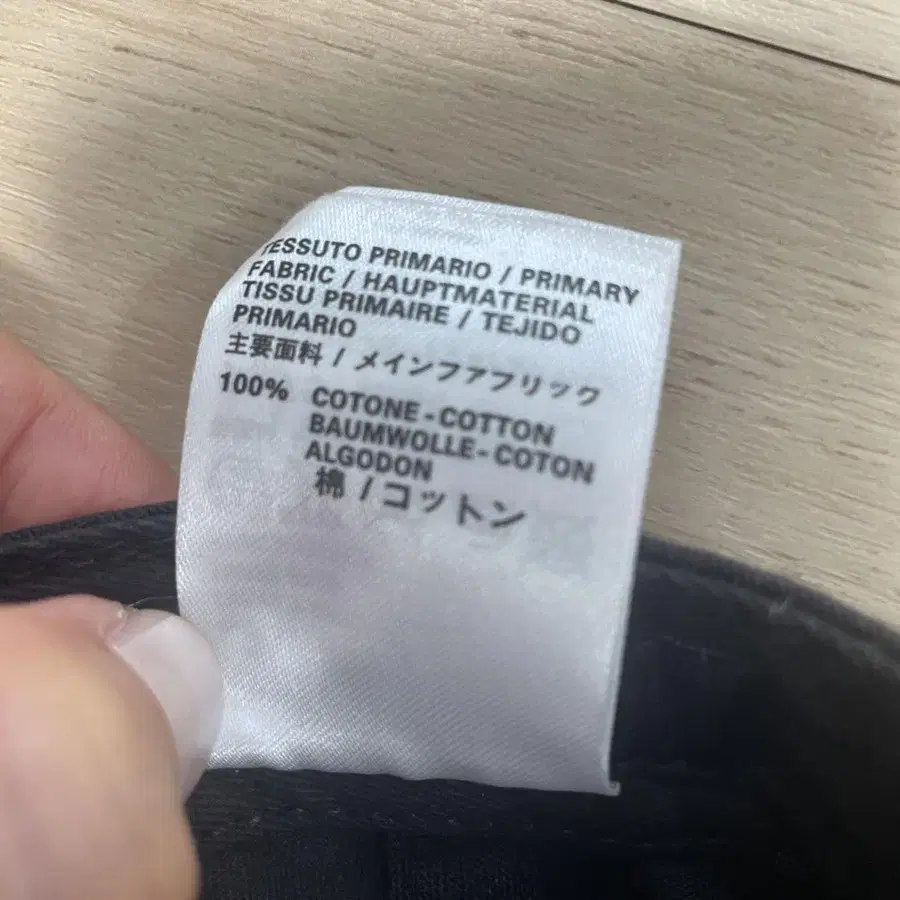 TESSUTO PRIMARIO / PRIMARY
FABRIC / HAUPTMATERIAL
TISSU PRIMAIRE / TEJIDO
PRIMARIO
主要面料 / メインファフリック
100% COTONE - COTTON
BAUMWOLLE - COTON
ALGODON
棉 / コットン